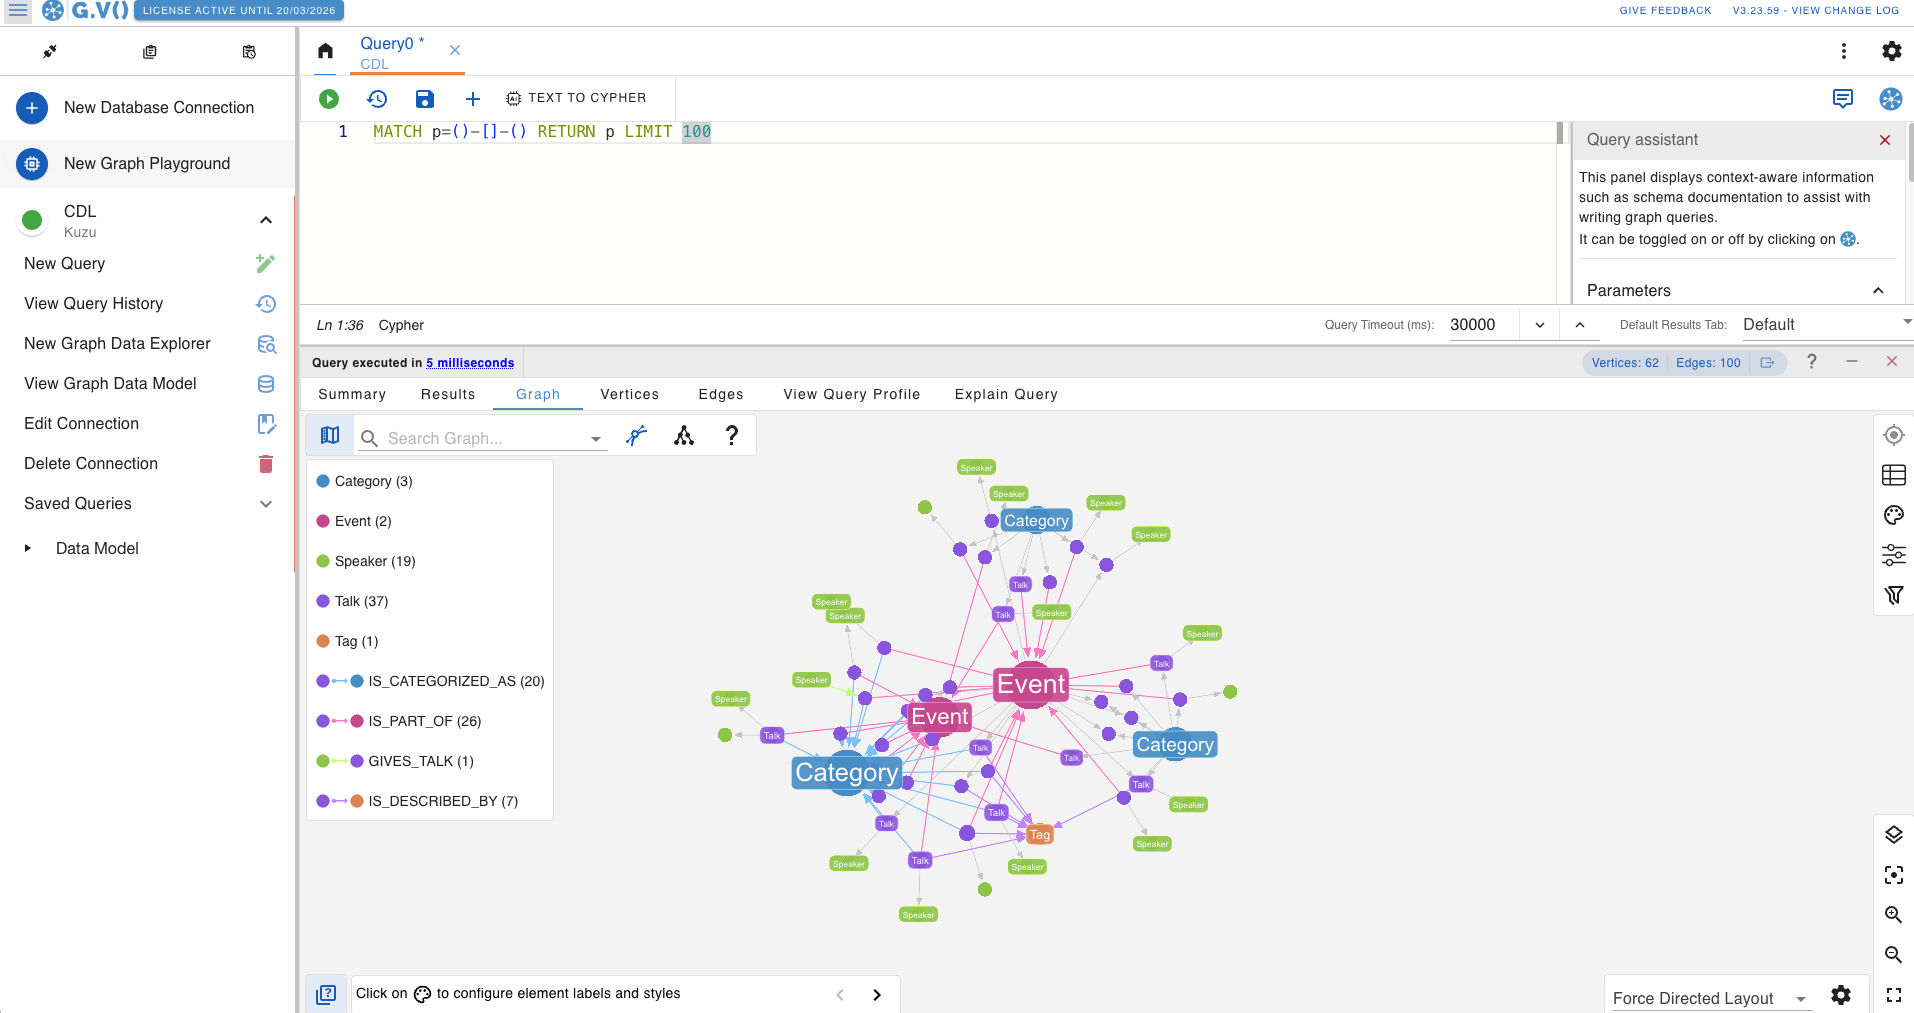 G.V()
LICENSE ACTIVE UNTIL 20/03/2026
GIVE FEEDBACK
V3.23.59 - VIEW CHANGE LOG
Query0 *
CDL
New Database Connection
New Graph Playground
CDL
Kuzu
New Query
View Query History
New Graph Data Explorer
View Graph Data Model
Edit Connection
Delete Connection
Saved Queries
Data Model
TEXT TO CYPHER
1 MATCH p=()-[]-() RETURN p LIMIT 100
Query assistant
This panel displays context-aware information
such as schema documentation to assist with
writing graph queries.
It can be toggled on or off by clicking on .
Parameters
Ln 1:36 Cypher
Query Timeout (ms): 30000
Default Results Tab: Default
Query executed in 5 milliseconds
Vertices: 62 Edges: 100
?
Summary Results Graph Vertices Edges View Query Profile Explain Query
Search Graph...
?
Category (3)
Event (2)
Speaker (19)
Talk (37)
Tag (1)
IS_CATEGORIZED_AS (20)
IS_PART_OF (26)
GIVES_TALK (1)
IS_DESCRIBED_BY (7)
Speaker
Speaker
Speaker
Category
Speaker
Talk
Speaker
Talk
Speaker
Speaker
Speaker
Talk
Speaker
Event
Speaker
Event
Talk
Category
Talk
Talk
Category
Talk
Speaker
Talk
Talk
Tag
Speaker
Speaker
Talk
Speaker
Speaker
Click on to configure element labels and styles
Force Directed Layout